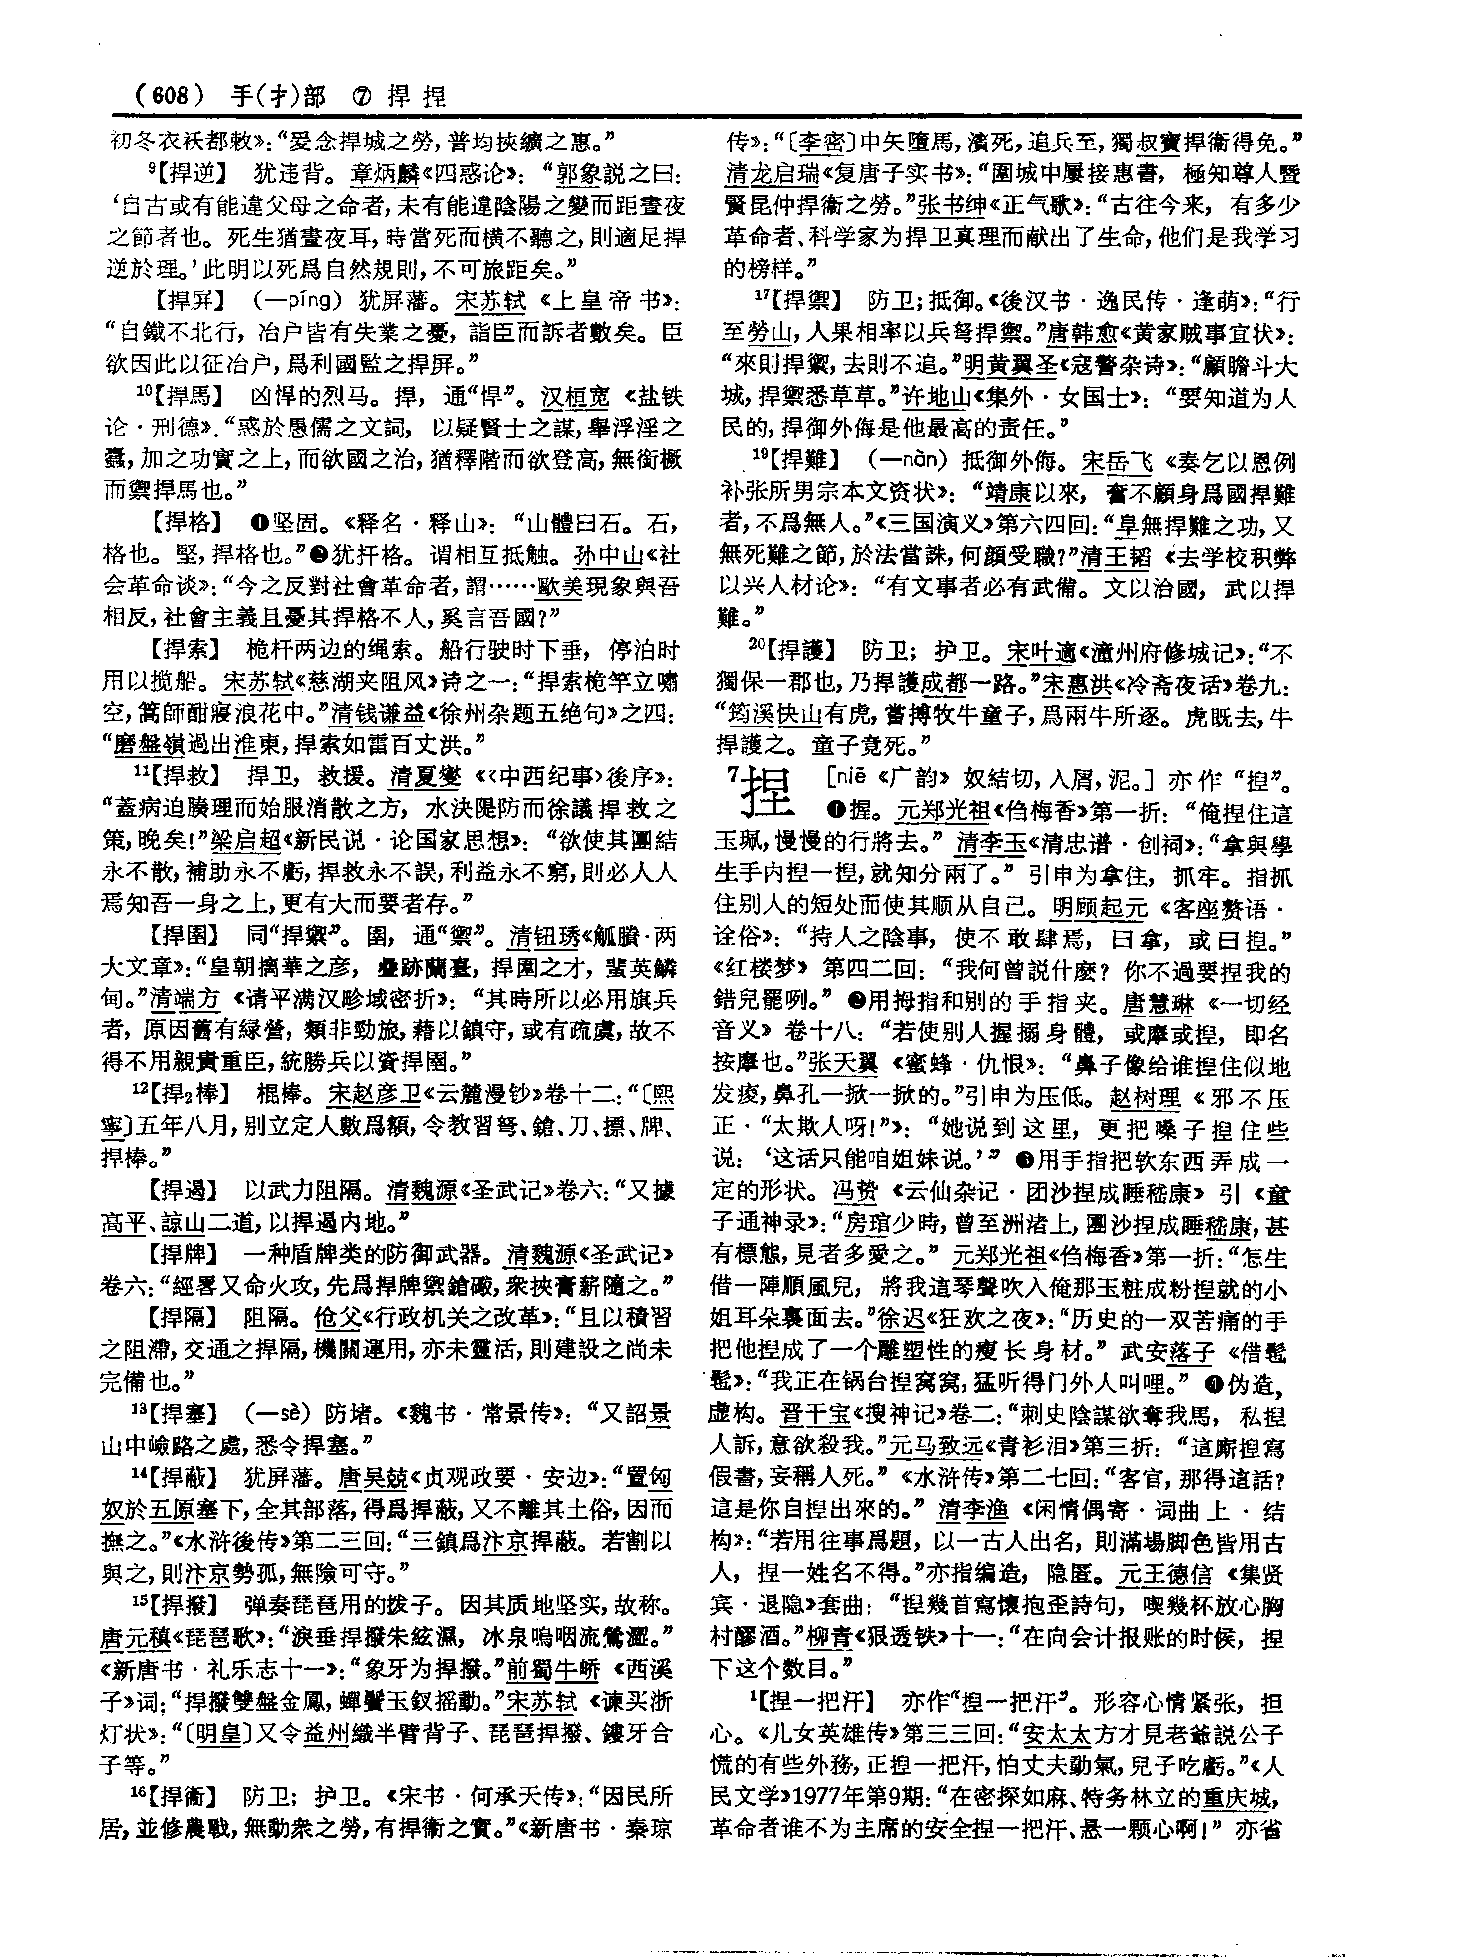 (608) 手(扌)部 ⑦ 捍 捏
初冬衣袄都敕》：“爱念捍城之勞，普均挾纊之惠。”
⁹【捍逆】 犹违背。章炳麟《四惑论》：“郭象説之曰：
‘自古或有能違父母之命者，未有能違陰陽之變而距晝夜
之節者也。死生猶晝夜耳，時當死而横不聽之，則適足捍
逆於理。’此明以死爲自然規則，不可旅距矣。”
【捍屏】 （—píng）犹屏藩。宋苏轼《上皇帝书》：
“自鐵不北行，冶户皆有失業之憂，詣臣而訴者數矣。臣
欲因此以征冶户，爲利國監之捍屏。”
¹⁰【捍馬】 凶悍的烈马。捍，通“悍”。汉桓宽《盐铁
论·刑德》：“惑於愚儒之文詞，以疑賢士之謀，舉浮淫之
蠹，加之功實之上，而欲國之治，猶釋階而欲登高，無銜橛
而禦捍馬也。”
【捍格】 ❶坚固。《释名·释山》：“山體曰石。石，
格也。堅，捍格也。”❷犹扞格。谓相互抵触。孙中山《社
会革命谈》：“今之反對社會革命者，謂……歐美現象與吾
相反，社會主義且憂其捍格不入，奚言吾國？”
【捍索】 桅杆两边的绳索。船行驶时下垂，停泊时
用以揽船。宋苏轼《慈湖夹阻风》诗之一：“捍索桅竿立嘯
空，篙師酣寢浪花中。”清钱谦益《徐州杂题五绝句》之四：
“磨盤嶺過出淮東，捍索如雷百丈洪。”
¹¹【捍救】 捍卫，救援。清夏燮《〈中西纪事〉後序》：
“蓋病迫腠理而始服消散之方，水決隄防而徐議捍救之
策，晚矣！”梁启超《新民说·论国家思想》：“欲使其團結
永不散，補助永不虧，捍救永不誤，利益永不窮，則必人人
焉知吾一身之上，更有大而要者存。”
【捍圉】 同“捍禦”。圉，通“禦”。清钮琇《觚賸·两
大文章》：“皇朝摛華之彦，疊跡蘭臺，捍圉之才，蜚英鱗
甸。”清端方《请平满汉畛域密折》：“其時所以必用旗兵
者，原因舊有緑營，類非勁旅，藉以鎮守，或有疏虞，故不
得不用親貴重臣，統勝兵以資捍圉。”
¹²【捍₂棒】 棍棒。宋赵彦卫《云麓漫钞》卷十二：“〔熙
寧〕五年八月，别立定人數爲額，令教習弩、鎗、刀、摽、牌、
捍棒。”
【捍遏】 以武力阻隔。清魏源《圣武记》卷六：“又據
高平、諒山二道，以捍遏内地。”
【捍牌】 一种盾牌类的防御武器。清魏源《圣武记》
卷六：“經畧又命火攻，先爲捍牌禦鎗礮，衆挾膏薪隨之。”
【捍隔】 阻隔。伧父《行政机关之改革》：“且以積習
之阻滯，交通之捍隔，機關運用，亦未靈活，則建設之尚未
完備也。”
¹³【捍塞】 （—sè）防堵。《魏书·常景传》：“又詔景
山中嶮路之處，悉令捍塞。”
¹⁴【捍蔽】 犹屏藩。唐吴兢《贞观政要·安边》：“置匈
奴於五原塞下，全其部落，得爲捍蔽，又不離其土俗，因而
撫之。”《水浒後传》第二三回：“三鎮爲汴京捍蔽。若割以
與之，則汴京勢孤，無險可守。”
¹⁵【捍撥】 弹奏琵琶用的拨子。因其质地坚实，故称。
唐元稹《琵琶歌》：“淚垂捍撥朱絃濕，冰泉嗚咽流鶯澀。”
《新唐书·礼乐志十一》：“象牙为捍撥。”前蜀牛峤《西溪
子》词：“捍撥雙盤金鳳，蟬鬢玉釵摇動。”宋苏轼《谏买浙
灯状》：“〔明皇〕又令益州織半臂背子、琵琶捍撥、鏤牙合
子等。”
¹⁶【捍衞】 防卫；护卫。《宋书·何承天传》：“因民所
居，並修農戰，無動衆之勞，有捍衞之實。”《新唐书·秦琼
传》：“〔李密〕中矢墮馬，濱死，追兵至，獨叔寶捍衞得免。”
清龙启瑞《复唐子实书》：“圍城中屢接惠書，極知尊人暨
賢昆仲捍衞之勞。”张书绅《正气歌》：“古往今来，有多少
革命者、科学家为捍卫真理而献出了生命，他们是我学习
的榜样。”
¹⁷【捍禦】 防卫；抵御。《後汉书·逸民传·逢萌》：“行
至勞山，人果相率以兵弩捍禦。”唐韩愈《黄家贼事宜状》：
“來則捍禦，去則不追。”明黄翼圣《寇警杂诗》：“顧瞻斗大
城，捍禦悉草草。”许地山《集外·女国士》：“要知道为人
民的，捍御外侮是他最高的责任。”
¹⁹【捍難】 （—nàn）抵御外侮。宋岳飞《奏乞以恩例
补张所男宗本文资状》：“靖康以來，奮不顧身爲國捍難
者，不爲無人。”《三国演义》第六四回：“阜無捍難之功，又
無死難之節，於法當誅，何顔受職？”清王韬《去学校积弊
以兴人材论》：“有文事者必有武備。文以治國，武以捍
難。”
²⁰【捍護】 防卫；护卫。宋叶適《潼州府修城记》：“不
獨保一郡也，乃捍護成都一路。”宋惠洪《冷斋夜话》卷九：
“筠溪快山有虎，嘗搏牧牛童子，爲兩牛所逐。虎既去，牛
捍護之。童子竟死。”
⁷捏 [niē《广韵》奴結切，入屑，泥。] 亦作“揑”。
❶握。元郑光祖《㑇梅香》第一折：“俺捏住這
玉珮，慢慢的行將去。”清李玉《清忠谱·创祠》：“拿與學
生手内揑一揑，就知分兩了。”引申为拿住，抓牢。指抓
住别人的短处而使其顺从自己。明顾起元《客座赘语·
诠俗》：“持人之陰事，使不敢肆焉，曰拿，或曰揑。”
《红楼梦》第四二回：“我何曾説什麽？你不過要捏我的
錯兒罷咧。”❷用拇指和别的手指夹。唐慧琳《一切经
音义》卷十八：“若使别人握搦身體，或摩或揑，即名
按摩也。”张天翼《蜜蜂·仇恨》：“鼻子像给谁揑住似地
发痠，鼻孔一掀一掀的。”引申为压低。赵树理《邪不压
正·“太欺人呀！”》：“她说到这里，更把嗓子揑住些
说：‘这话只能咱姐妹说。’”❸用手指把软东西弄成一
定的形状。冯贽《云仙杂记·团沙捏成睡嵇康》引《童
子通神录》：“房琯少時，曾至洲渚上，團沙捏成睡嵇康，甚
有標態，見者多愛之。”元郑光祖《㑇梅香》第一折：“怎生
借一陣順風兒，將我這琴聲吹入俺那玉粧成粉揑就的小
姐耳朵裏面去。”徐迟《狂欢之夜》：“历史的一双苦痛的手
把他揑成了一个雕塑性的瘦长身材。”武安落子《借髢
髢》：“我正在锅台揑窝窝，猛听得门外人叫哩。”❹伪造，
虚构。晋干宝《搜神记》卷二：“刺史陰謀欲奪我馬，私揑
人訴，意欲殺我。”元马致远《青衫泪》第三折：“這廝揑寫
假書，妄稱人死。”《水浒传》第二七回：“客官，那得這話？
這是你自揑出來的。”清李渔《闲情偶寄·词曲上·结
构》：“若用往事爲題，以一古人出名，則滿場脚色皆用古
人，捏一姓名不得。”亦指编造，隐匿。元王德信《集贤
宾·退隐》套曲：“捏幾首寫懷抱歪詩句，喫幾杯放心胸
村醪酒。”柳青《狠透铁》十一：“在向会计报账的时候，捏
下这个数目。”
¹【捏一把汗】 亦作“揑一把汗”。形容心情紧张，担
心。《儿女英雄传》第三三回：“安太太方才見老爺説公子
慌的有些外務，正揑一把汗，怕丈夫動氣，兒子吃虧。”《人
民文学》1977年第9期：“在密探如麻、特务林立的重庆城，
革命者谁不为主席的安全捏一把汗、悬一颗心啊！”亦省